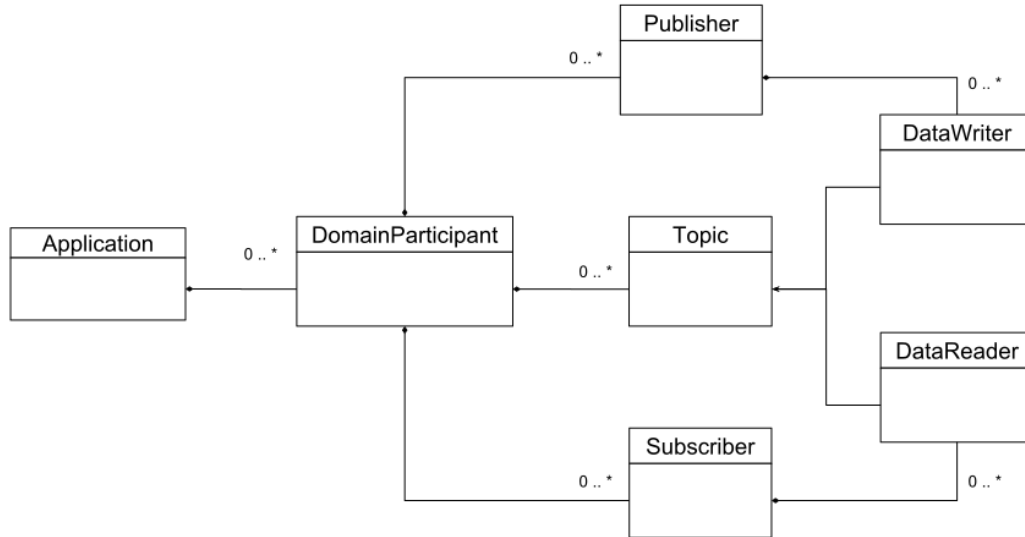 Publisher
0 .. *
0 .. *
DataWriter
Application
0 .. *
DomainParticipant
0 .. *
Topic
DataReader
Subscriber
0 .. *
0 .. *